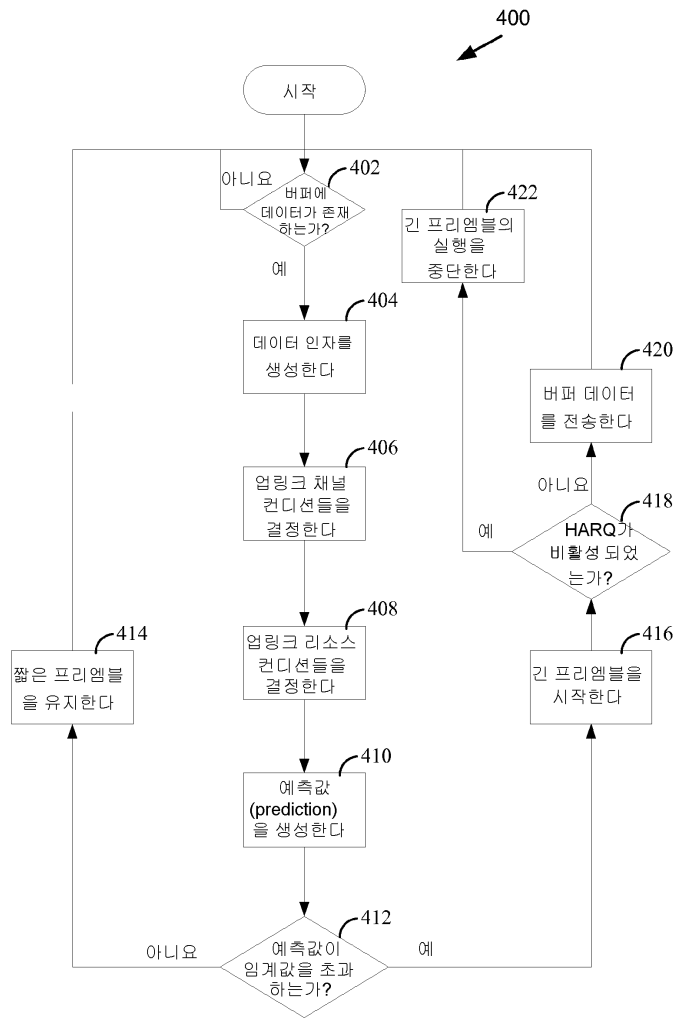 400
시작
아니요
402
버퍼에
데이터가 존재
하는가?
예
422
긴 프리엠블의
실행을
중단한다
404
데이터 인자를
생성한다
420
버퍼 데이터
를 전송한다
406
업링크 채널
컨디션들을
결정한다
아니요
418
HARQ가
비활성 되었
는가?
예
408
업링크 리소스
컨디션들을
결정한다
414
짧은 프리엠블
을 유지한다
416
긴 프리엠블을
시작한다
410
예측값
(prediction)
을 생성한다
412
예측값이
임계값을 초과
하는가?
아니요
예